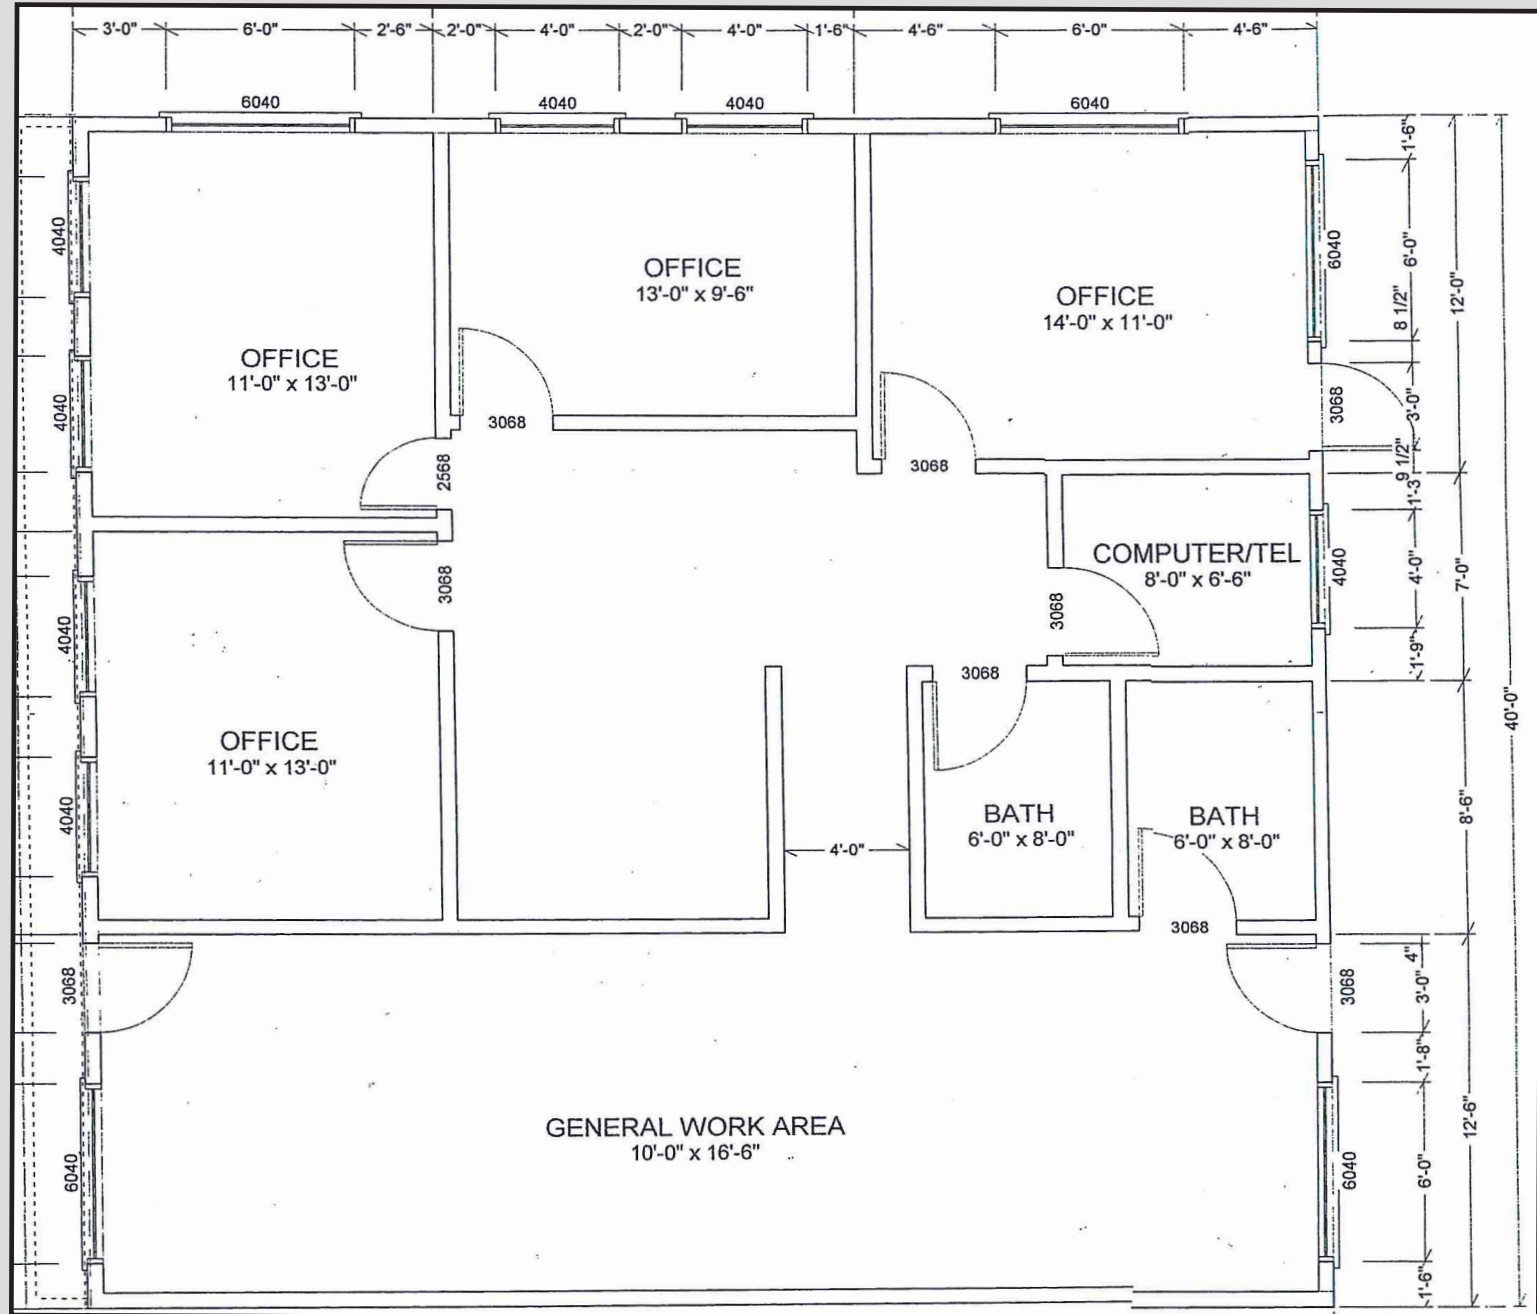 3'-0" 6'-0" 2'-6" 2'-0" 4'-0" 2'-0" 4'-0" 1'-6" 4'-6" 6'-0" 4'-6"
6040 4040 4040 6040
1'-6"
4040
6040
6'-0"
12'-0"
40'-0"
OFFICE
13'-0" x 9'-6"
OFFICE
14'-0" x 11'-0"
8 1/2"
OFFICE
11'-0" x 13'-0"
4040
3068
3068
3'-0"
2568
3068
9 1/2"
1'-3"
COMPUTER/TEL
8'-0" x 6'-6"
4040
4'-0"
7'-0"
3068
3068
4040
3068
1'-9"
OFFICE
11'-0" x 13'-0"
4040
BATH
6'-0" x 8'-0"
BATH
6'-0" x 8'-0"
8'-6"
4'-0"
3068
3068
3068
4"
3'-0"
1'-8"
12'-6"
GENERAL WORK AREA
10'-0" x 16'-6"
6040
6040
6'-0"
1'-6"